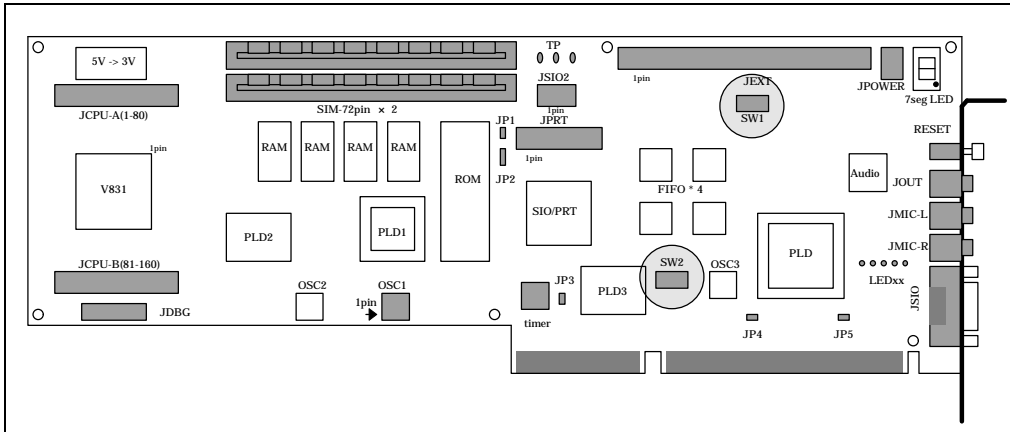 5V -> 3V
TP
1pin
JEXT
JPOWER
7seg LED
JCPU-A(1-80)
SIM-72pin × 2
JSIO2
1pin
JPRT
1pin
SW1
RESET
JP1
JP2
1pin
V831
RAM
RAM
RAM
RAM
ROM
SIO/PRT
FIFO * 4
Audio
JOUT
JMIC-L
JMIC-R
PLD2
PLD1
PLD
SW2
OSC3
LEDxx
JSIO
JCPU-B(81-160)
JDBG
OSC2
OSC1
1pin
timer
JP3
PLD3
JP4
JP5